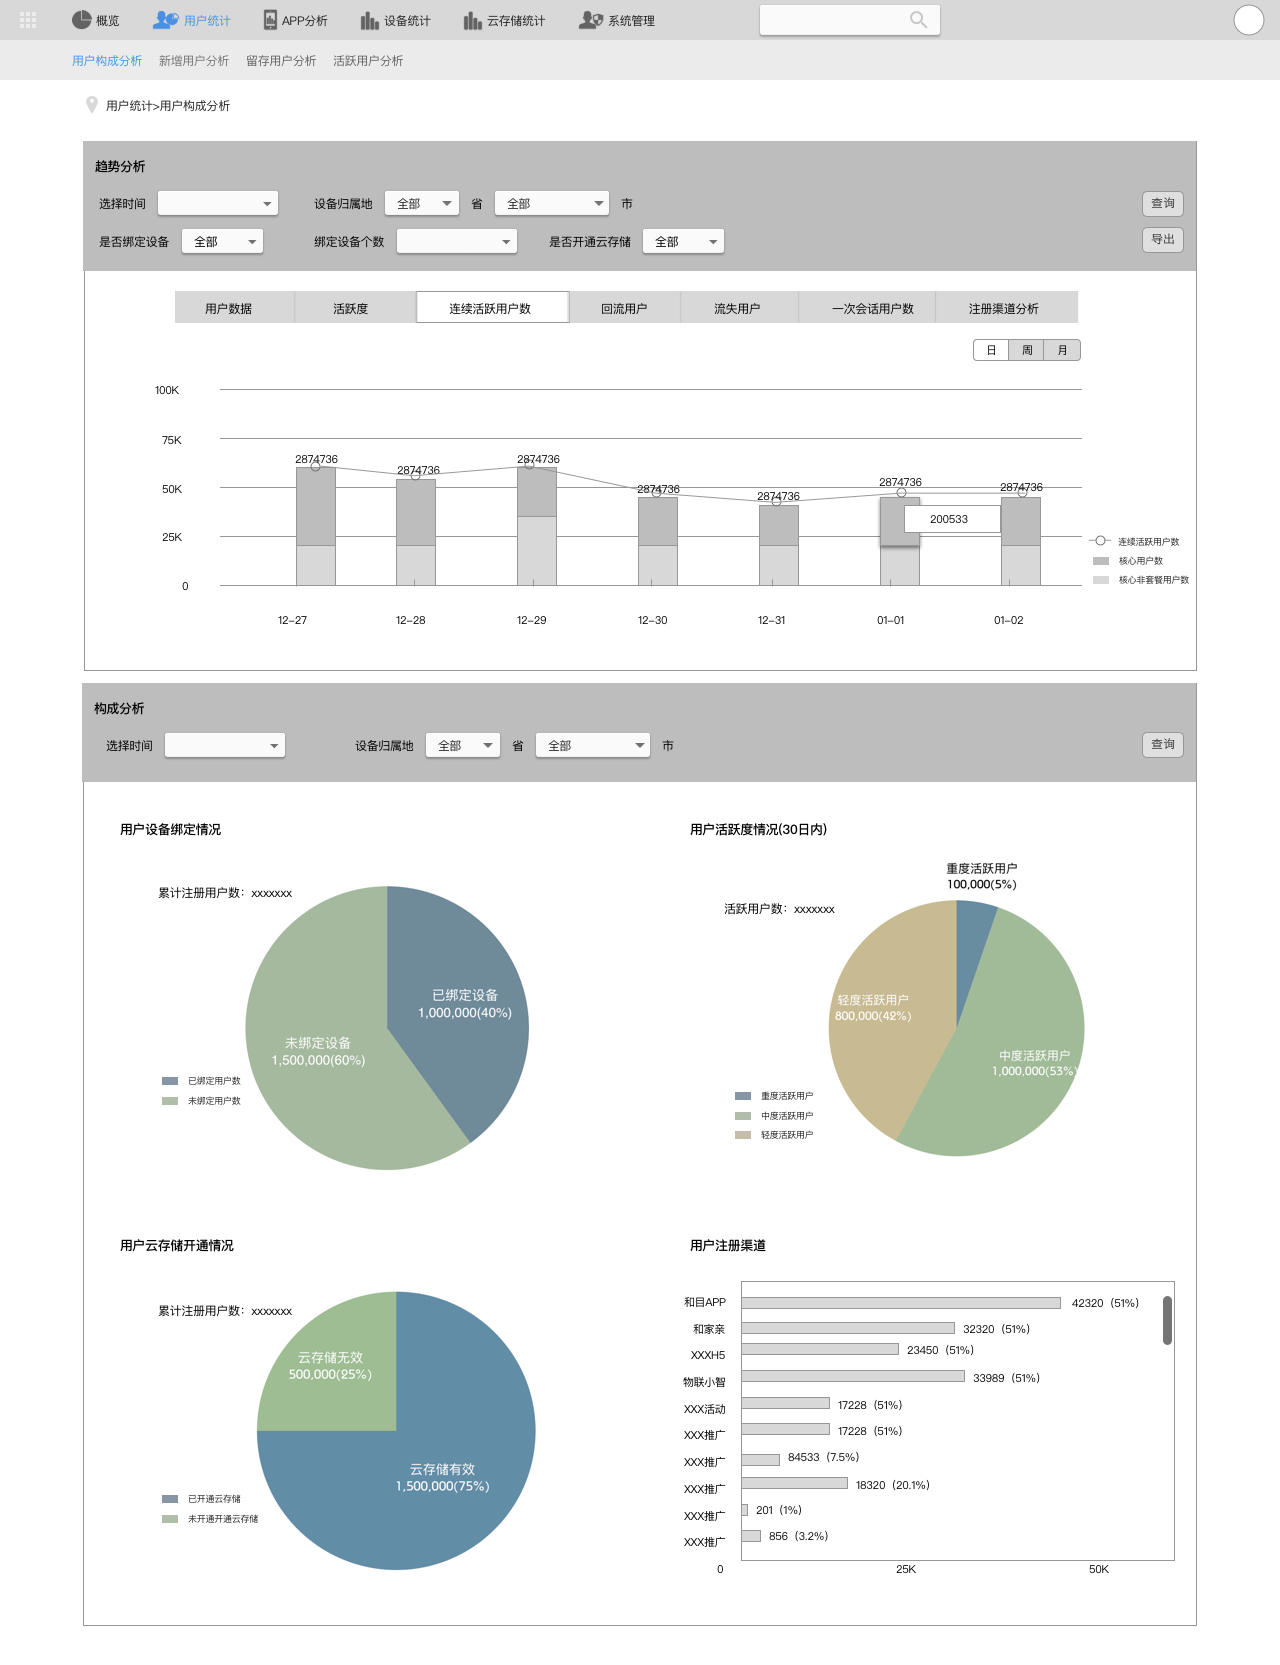 概览 用户统计 APP分析 设备统计 云存储统计 系统管理
用户构成分析 新增用户分析 留存用户分析 活跃用户分析
用户统计>用户构成分析
趋势分析
选择时间 设备归属地 全部 省 全部 市 查询
是否绑定设备 全部 绑定设备个数 是否开通云存储 全部 导出
用户数据 活跃度 连续活跃用户数 回流用户 流失用户 一次会话用户数 注册渠道分析
日 周 月
100K
75K
2874736 2874736 2874736 2874736 2874736 2874736 2874736
50K
200533
25K
连续活跃用户数
核心用户数
核心非套餐用户数
0
12-27 12-28 12-29 12-30 12-31 01-01 01-02
构成分析
选择时间 设备归属地 全部 省 全部 市 查询
用户设备绑定情况
累计注册用户数：xxxxxxx
已绑定设备
1,000,000(40%)
未绑定设备
1,500,000(60%)
已绑定用户数
未绑定用户数
用户活跃度情况(30日内)
重度活跃用户
100,000(5%)
活跃用户数：xxxxxxx
轻度活跃用户
800,000(42%)
中度活跃用户
1,000,000(53%)
重度活跃用户
中度活跃用户
轻度活跃用户
用户云存储开通情况
累计注册用户数：xxxxxxx
云存储无效
500,000(25%)
云存储有效
1,500,000(75%)
已开通云存储
未开通开通云存储
用户注册渠道
和目APP 42320 (51%)
和家亲 32320 (51%)
XXXH5 23450 (51%)
物联小智 33989 (51%)
XXX活动 17228 (51%)
XXX推广 17228 (51%)
XXX推广 84533 (7.5%)
XXX推广 18320 (20.1%)
XXX推广 201 (1%)
XXX推广 856 (3.2%)
0 25K 50K